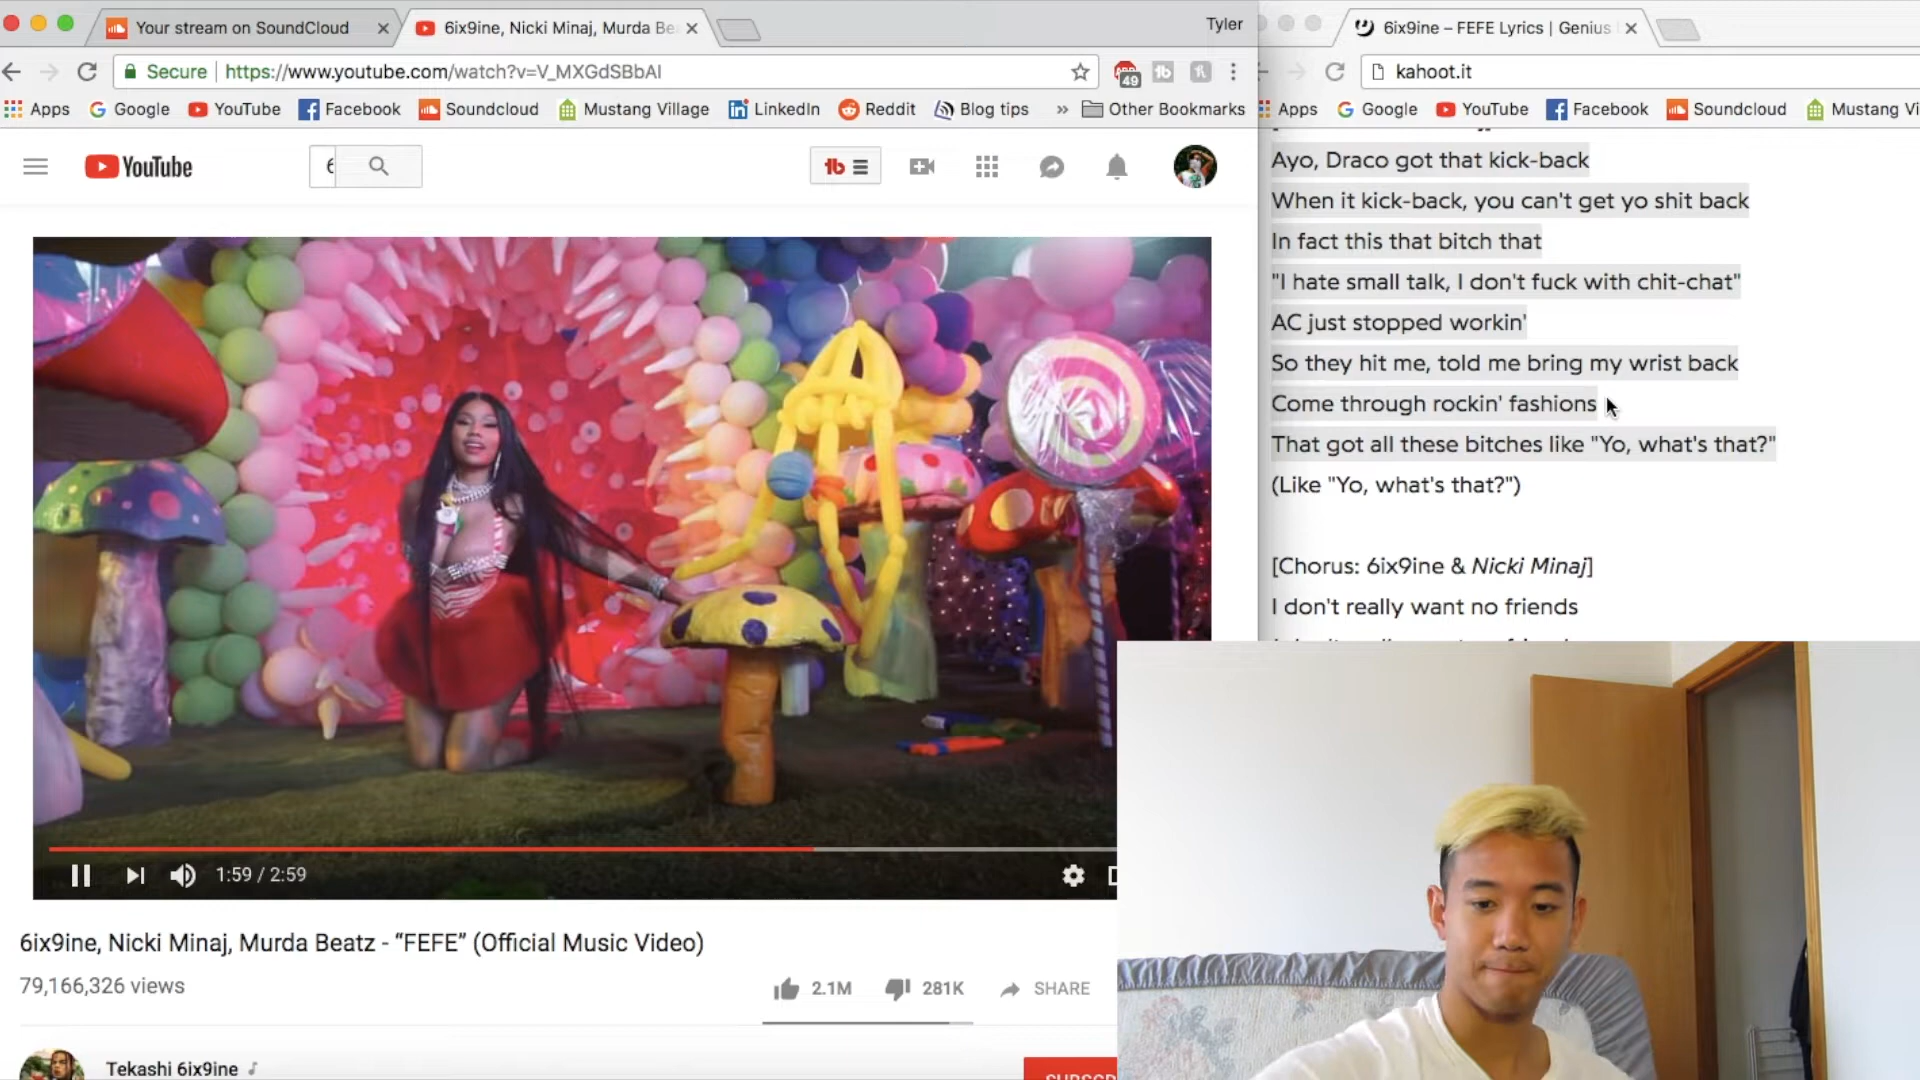 Your stream on SoundCloud
6ix9ine, Nicki Minaj, Murda Be
Tyler
Secure
https://www.youtube.com/watch?v=V_MXGdSBbAI
49
Apps
Google
YouTube
Facebook
Soundcloud
Mustang Village
LinkedIn
Reddit
Blog tips
»
Other Bookmarks
YouTube
6
1:59 / 2:59
6ix9ine, Nicki Minaj, Murda Beatz - “FEFE” (Official Music Video)
79,166,326 views
2.1M
281K
SHARE
Tekashi 6ix9ine
6ix9ine – FEFE Lyrics | Genius
kahoot.it
Apps
Google
YouTube
Facebook
Soundcloud
Mustang Vi
Ayo, Draco got that kick-back
When it kick-back, you can't get yo shit back
In fact this that bitch that
"I hate small talk, I don't fuck with chit-chat"
AC just stopped workin'
So they hit me, told me bring my wrist back
Come through rockin' fashions
That got all these bitches like "Yo, what's that?"
(Like "Yo, what's that?")
[Chorus: 6ix9ine & Nicki Minaj]
I don't really want no friends